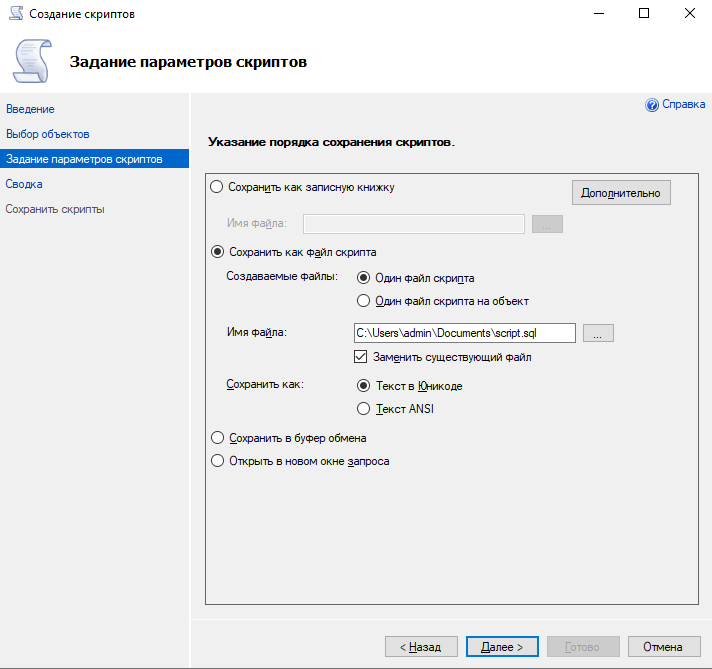 Создание скриптов
Задание параметров скриптов
Введение
Выбор объектов
Задание параметров скриптов
Сводка
Сохранить скрипты
Справка
Указание порядка сохранения скриптов.
Сохранить как записную книжку
Дополнительно
Имя файла:
...
Сохранить как файл скрипта
Создаваемые файлы:
Один файл скрипта
Один файл скрипта на объект
Имя файла:
C:\Users\admin\Documents\script.sql
...
Заменить существующий файл
Сохранить как:
Текст в Юникоде
Текст ANSI
Сохранить в буфер обмена
Открыть в новом окне запроса
< Назад
Далее >
Готово
Отмена